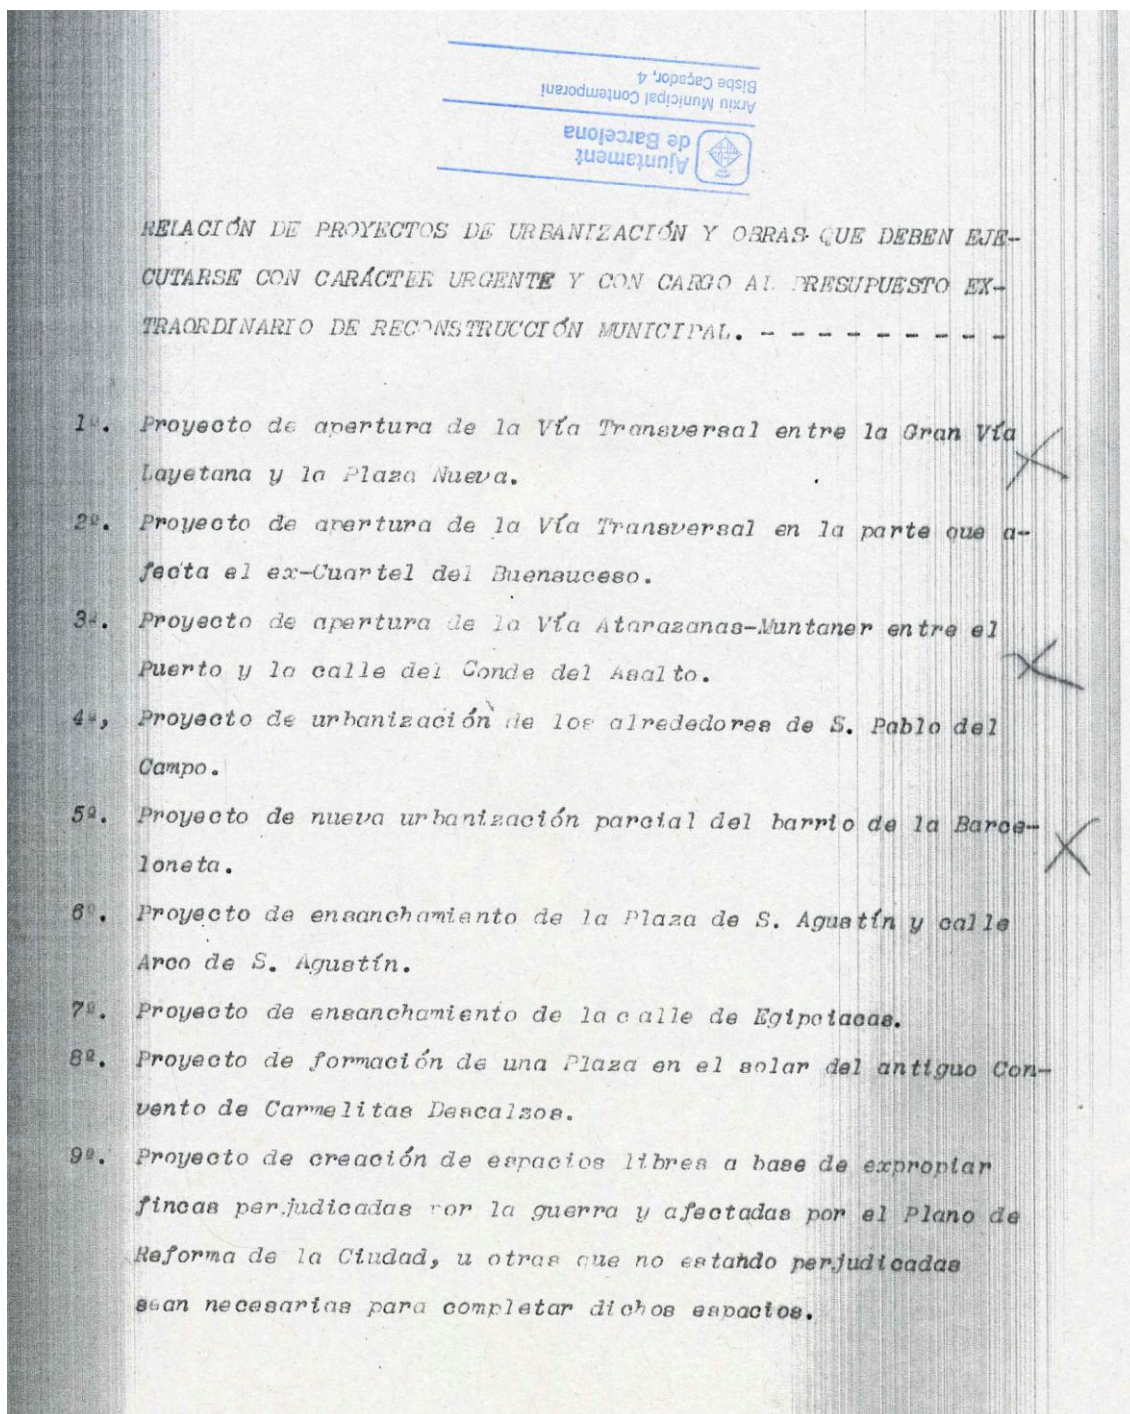 Ajuntament
de Barcelona
Arxiu Municipal Contemporani
Bisbe Caçador, 4
RELACIÓN DE PROYECTOS DE URBANIZACIÓN Y OBRAS QUE DEBEN EJE-
CUTARSE CON CARÁCTER URGENTE Y CON CARGO AL PRESUPUESTO EX-
TRAORDINARIO DE RECONSTRUCCIÓN MUNICIPAL. - - - - - - - - -
1º. Proyecto de apertura de la Vía Transversal entre la Gran Vía
Layetana y la Plaza Nueva.
2º. Proyecto de apertura de la Vía Transversal en la parte que a-
fecta el ex-Cuartel del Buensuceso.
3º. Proyecto de apertura de la Vía Atarazanas-Muntaner entre el
Puerto y la calle del Conde del Asalto.
4º, Proyecto de urbanización de los alrededores de S. Pablo del
Campo.
5º. Proyecto de nueva urbanización parcial del barrio de la Barce-
loneta.
6º. Proyecto de ensanchamiento de la Plaza de S. Agustín y calle
Arco de S. Agustín.
7º. Proyecto de ensanchamiento de la c alle de Egipciacas.
8º. Proyecto de formación de una Plaza en el solar del antiguo Con-
vento de Carmelitas Descalzos.
9º. Proyecto de creación de espacios libres a base de expropiar
fincas perjudicadas por la guerra y afectadas por el Plano de
Reforma de la Ciudad, u otras que no estando perjudicadas
sean necesarias para completar dichos espacios.